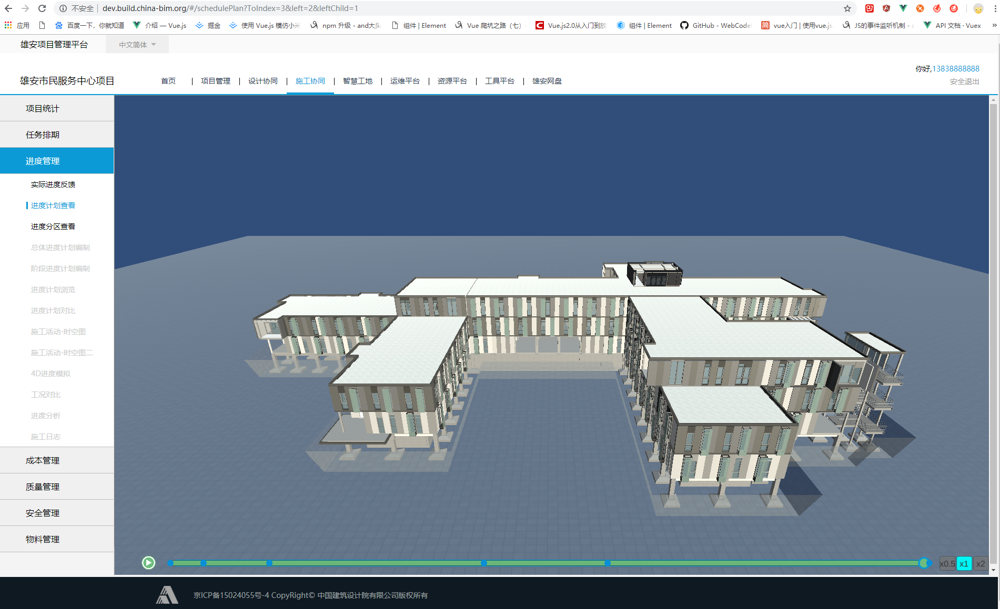 不安全 dev.build.china-bim.org/#/schedulePlan?ToIndex=3&left=2&leftChild=1
应用 百度一下，你就知道 介绍 — Vue.js 掘金 使用 Vue.js 模仿小米 npm 升级 - and大头 组件 | Element Vue 爬坑之路（七） Vue.js2.0从入门到放 组件 | Element GitHub - WebCode vue入门 | 使用vue.js JS的事件监听机制 - API 文档 · Vuex »
雄安项目管理平台 中文简体
你好,13838888888
安全退出
雄安市民服务中心项目 首页 项目管理 设计协同 施工协同 智慧工地 运维平台 资源平台 工具平台 雄安网盘
项目统计
任务排期
进度管理
实际进度反馈
进度计划查看
进度分区查看
总体进度计划编制
阶段进度计划编制
进度计划浏览
进度计划对比
施工活动-时空图
施工活动-时空图二
4D进度模拟
工况对比
进度分析
施工日志
成本管理
质量管理
安全管理
物料管理
x0.5 x1 x2
京ICP备15024055号-4 CopyRight© 中国建筑设计院有限公司版权所有